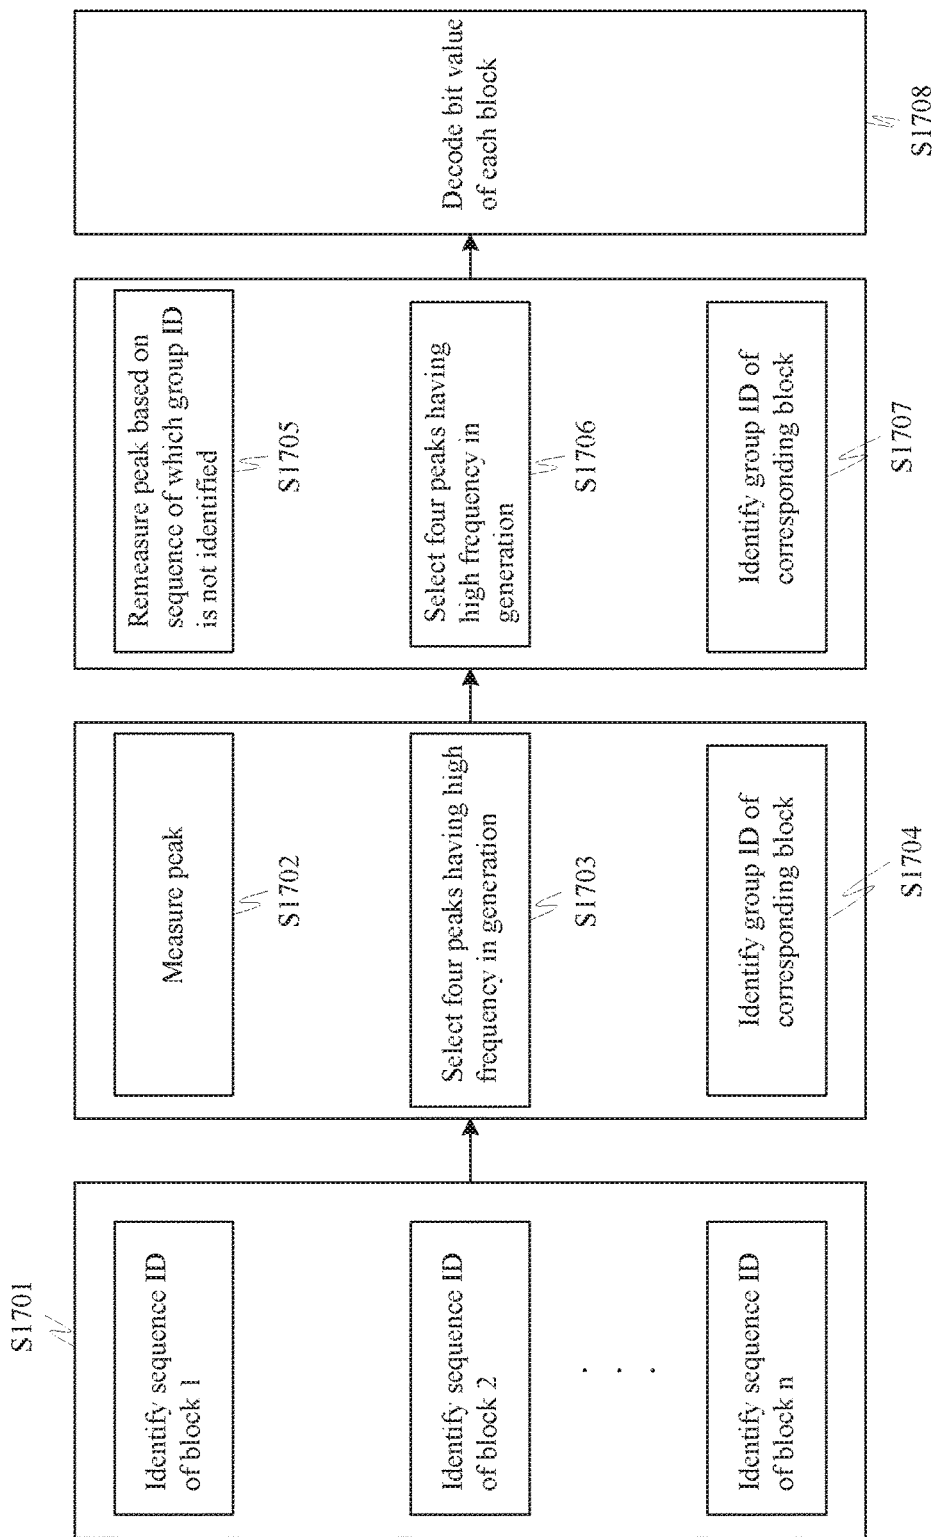 S1701
Identify sequence ID
of block 1
Identify sequence ID
of block 2
. . .
Identify sequence ID
of block n
Measure peak
S1702
Select four peaks having high
frequency in generation
S1703
Identify group ID of
corresponding block
S1704
Remeasure peak based on
sequence of which group ID
is not identified
S1705
Select four peaks having
high frequency in
generation
S1706
Identify group ID of
corresponding block
S1707
Decode bit value
of each block
S1708